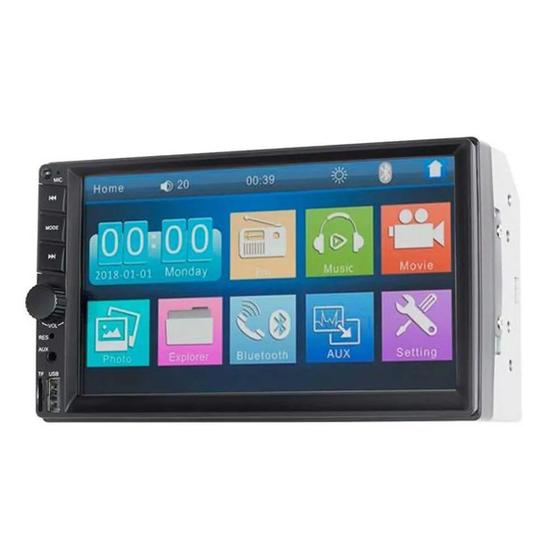 MIC
MODE
VOL
RES
AUX
TF USB
Home 20 00:39
00:00
2018-01-01 Monday
Music
Movie
Photo
Explorer
Bluetooth
AUX
Setting